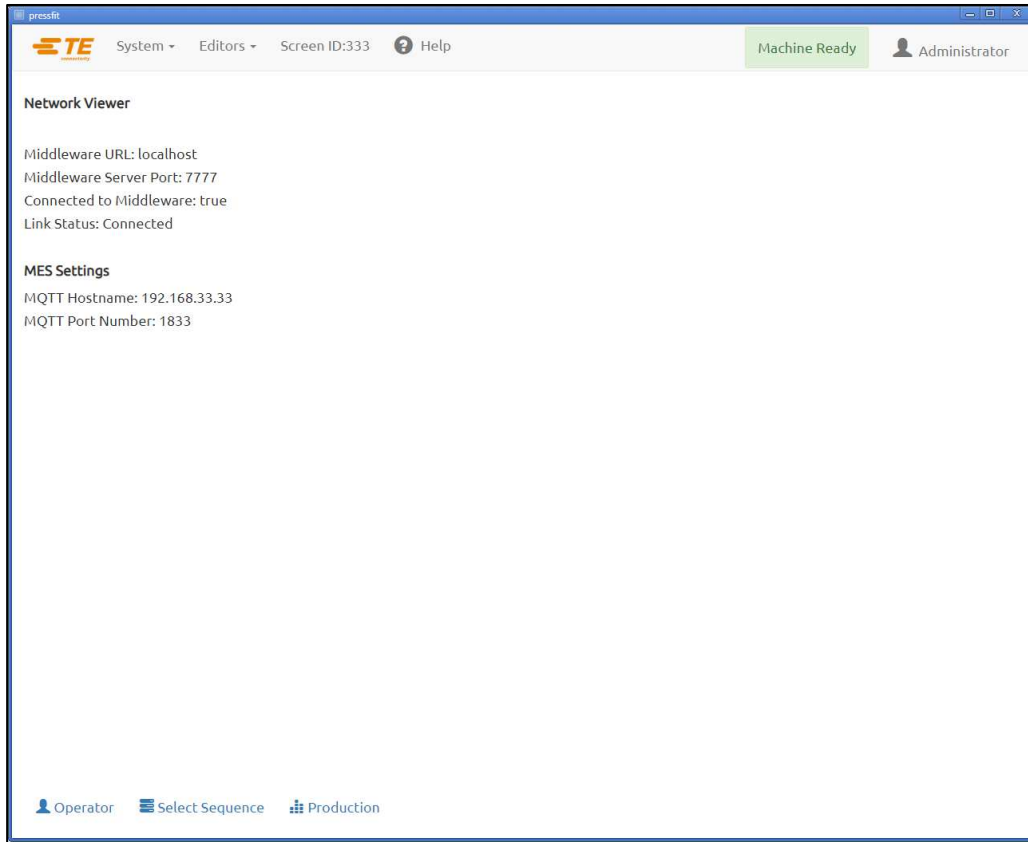 pressfit
TE
connectivity
System Editors Screen ID:333 Help Machine Ready Administrator
Network Viewer
Middleware URL: localhost
Middleware Server Port: 7777
Connected to Middleware: true
Link Status: Connected
MES Settings
MQTT Hostname: 192.168.33.33
MQTT Port Number: 1833
Operator Select Sequence Production